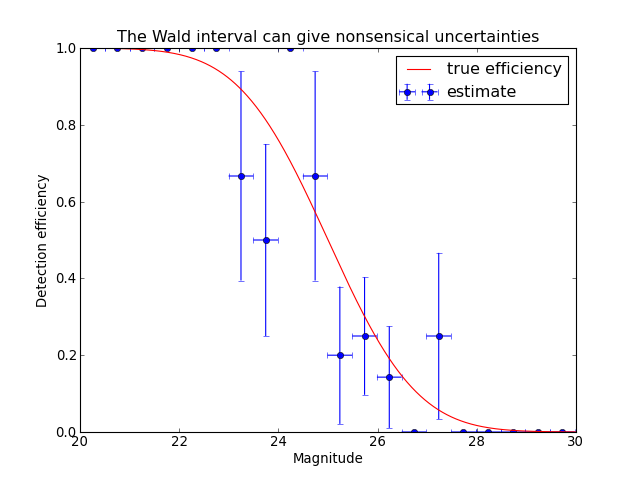 The Wald interval can give nonsensical uncertainties
1.0
0.8
0.6
0.4
0.2
0.0
Detection efficiency
true efficiency
estimate
20
22
24
26
28
30
Magnitude